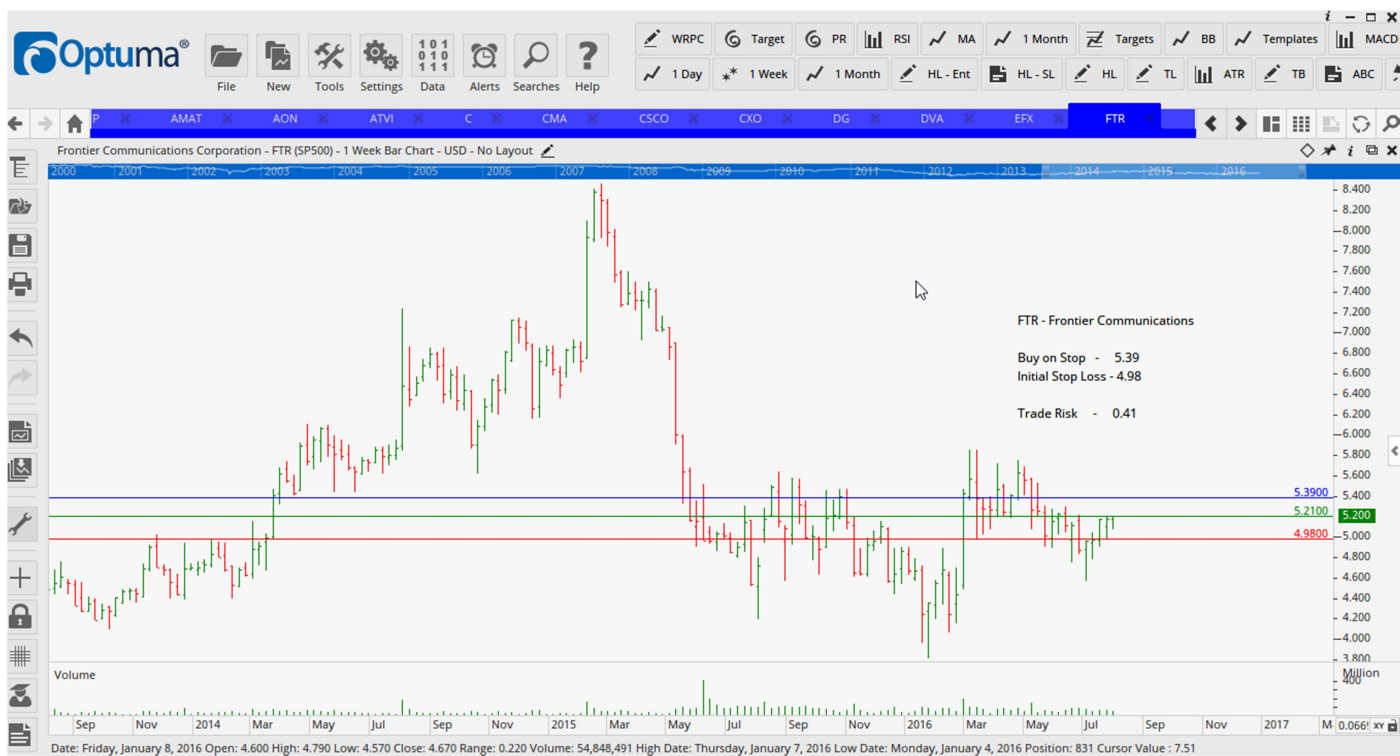 Optuma®
File
New
Tools
Settings
101
010
111
Data
Alerts
Searches
Help
WRPC
Target
PR
RSI
MA
1 Month
Targets
BB
Templates
MACD
1 Day
1 Week
1 Month
HL - Ent
HL - SL
HL
TL
ATR
TB
ABC
P AMAT AON ATVI C CMA CSCO CXO DG DVA EFX FTR
Frontier Communications Corporation - FTR (SP500) - 1 Week Bar Chart - USD - No Layout
2000 2001 2002 2003 2004 2005 2006 2007 2008 2009 2010 2011 2012 2013 2014 2015 2016
8.400
8.200
8.000
7.800
7.600
7.400
7.200
7.000
6.800
6.600
6.400
6.200
6.000
5.800
5.600
5.400
5.200
5.000
4.800
4.600
4.400
4.200
4.000
3.800
FTR - Frontier Communications
Buy on Stop - 5.39
Initial Stop Loss - 4.98
Trade Risk - 0.41
5.3900
5.2100
4.9800
Volume
Million
400
Sep Nov 2014 Mar May Jul Sep Nov 2015 Mar May Jul Sep Nov 2016 Mar May Jul Sep Nov 2017 M 0.066 XY
Date: Friday, January 8, 2016 Open: 4.600 High: 4.790 Low: 4.570 Close: 4.670 Range: 0.220 Volume: 54,848,491 High Date: Thursday, January 7, 2016 Low Date: Monday, January 4, 2016 Position: 831 Cursor Value : 7.51